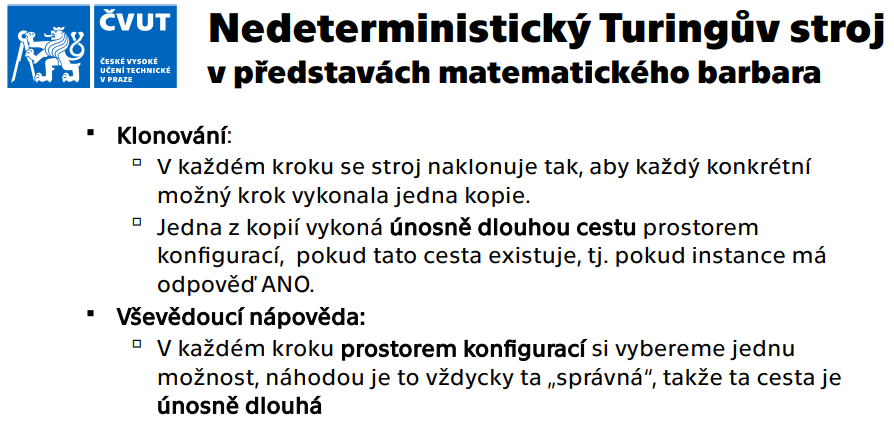 ČVUT
ČESKÉ VYSOKÉ
UČENÍ TECHNICKÉ
V PRAZE
Nedeterministický Turingův stroj
v představách matematického barbara
▪ Klonování:
▫ V každém kroku se stroj naklonuje tak, aby každý konkrétní
možný krok vykonala jedna kopie.
▫ Jedna z kopií vykoná únosně dlouhou cestu prostorem
konfigurací, pokud tato cesta existuje, tj. pokud instance má
odpověď ANO.
▪ Vševědoucí nápověda:
▫ V každém kroku prostorem konfigurací si vybereme jednu
možnost, náhodou je to vždycky ta „správná“, takže ta cesta je
únosně dlouhá